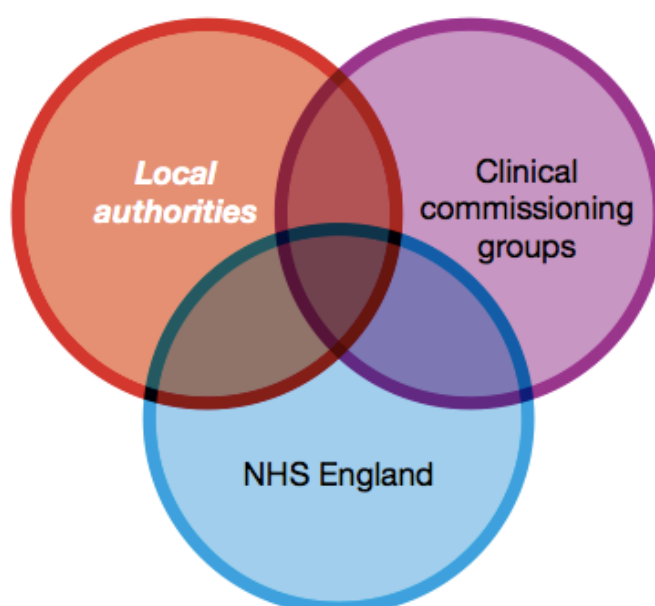 Local
authorities
Clinical
commissioning
groups
NHS England